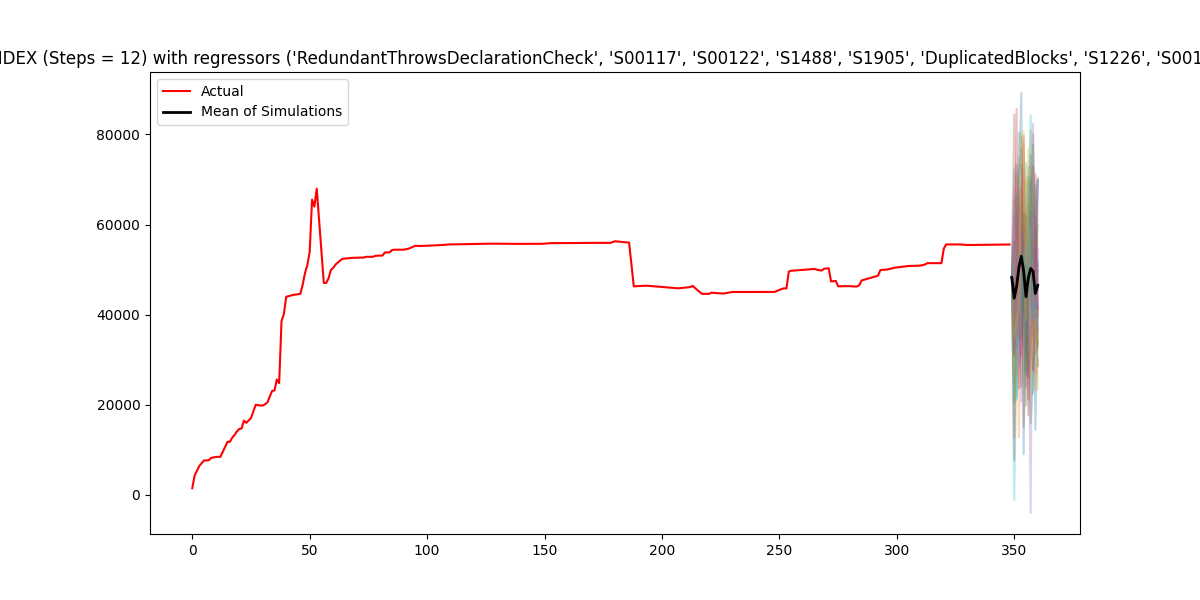 NDEX (Steps = 12) with regressors ('RedundantThrowsDeclarationCheck', 'S00117', 'S00122', 'S1488', 'S1905', 'DuplicatedBlocks', 'S1226', 'S001
Actual
Mean of Simulations
80000
60000
40000
20000
0
0 50 100 150 200 250 300 350